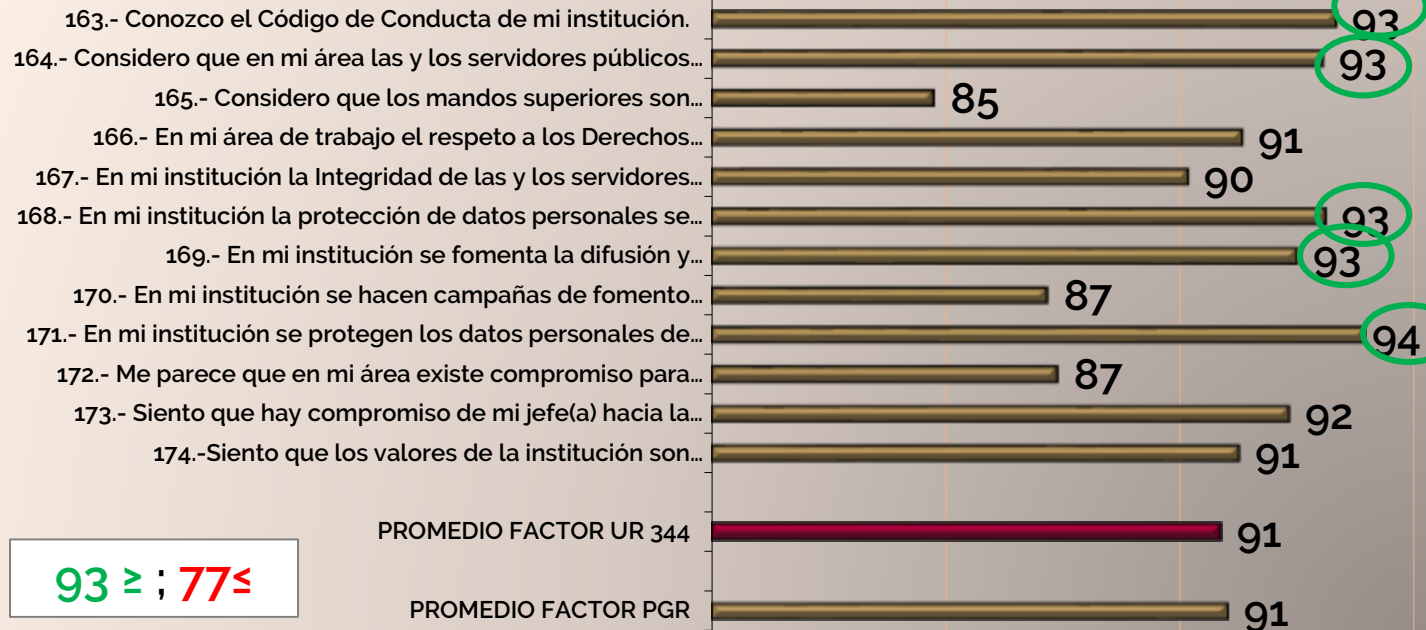 163.- Conozco el Código de Conducta de mi institución. 93
164.- Considero que en mi área las y los servidores públicos... 93
165.- Considero que los mandos superiores son... 85
166.- En mi área de trabajo el respeto a los Derechos... 91
167.- En mi institución la Integridad de las y los servidores... 90
168.- En mi institución la protección de datos personales se... 93
169.- En mi institución se fomenta la difusión y... 93
170.- En mi institución se hacen campañas de fomento... 87
171.- En mi institución se protegen los datos personales de... 94
172.- Me parece que en mi área existe compromiso para... 87
173.- Siento que hay compromiso de mi jefe(a) hacia la... 92
174.-Siento que los valores de la institución son... 91
PROMEDIO FACTOR UR 344 91
93 ≥ ; 77≤
PROMEDIO FACTOR PGR 91